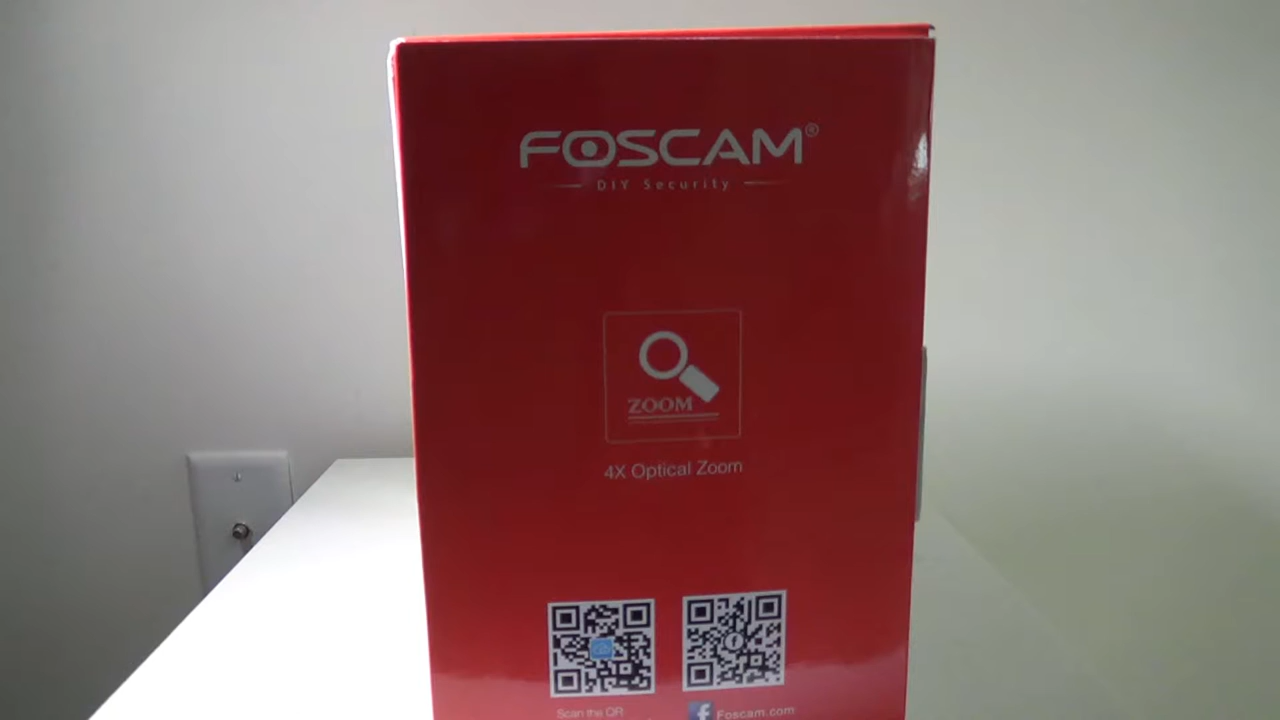 FOSCAM®
DIY Security
ZOOM
4X Optical Zoom
Scan the QR
f Foscam.com